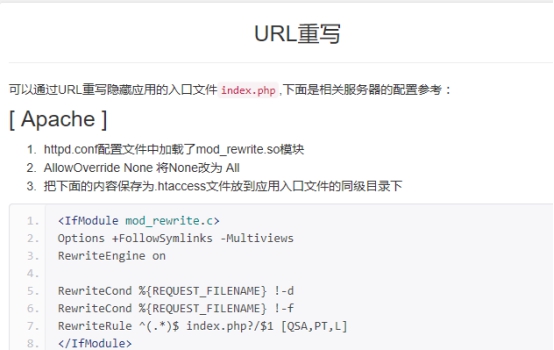 URL重写
可以通过URL重写隐藏应用的入口文件index.php,下面是相关服务器的配置参考：
[ Apache ]
1. httpd.conf配置文件中加载了mod_rewrite.so模块
2. AllowOverride None 将None改为 All
3. 把下面的内容保存为.htaccess文件放到应用入口文件的同级目录下
1. <IfModule mod_rewrite.c>
2. Options +FollowSymlinks -Multiviews
3. RewriteEngine on
4.
5. RewriteCond %{REQUEST_FILENAME} !-d
6. RewriteCond %{REQUEST_FILENAME} !-f
7. RewriteRule ^(.*)$ index.php?/$1 [QSA,PT,L]
8. </IfModule>